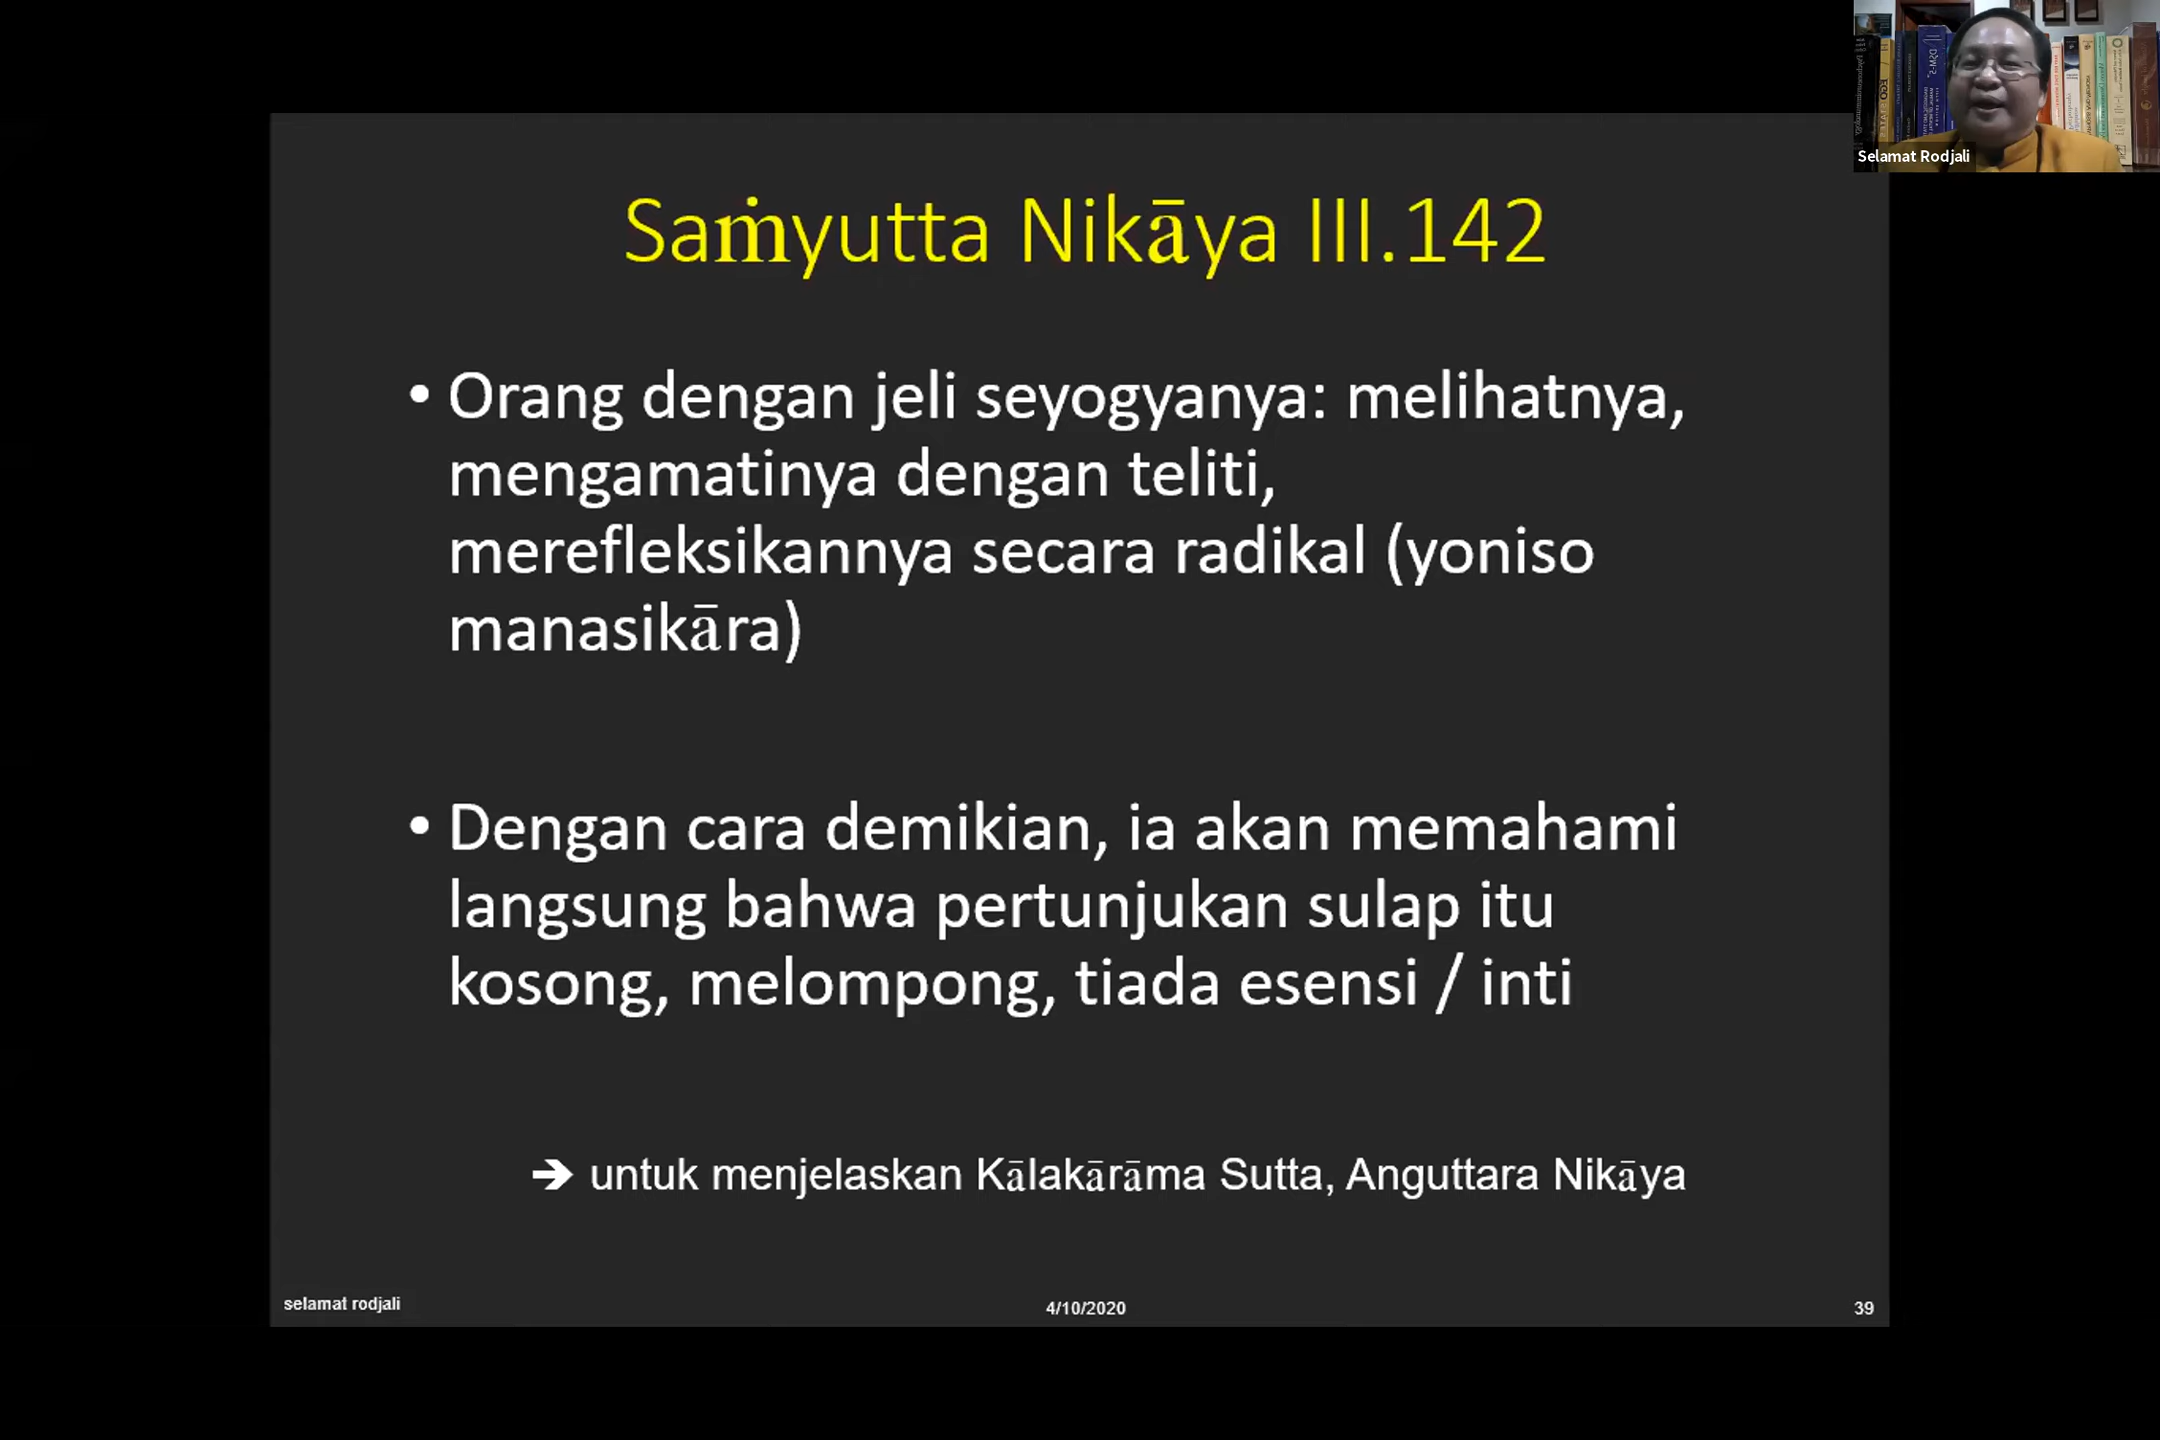 Selamat Rodjali
Saṁyutta Nikāya III.142
• Orang dengan jeli seyogyanya: melihatnya,
mengamatinya dengan teliti,
merefleksikannya secara radikal (yoniso
manasikāra)
• Dengan cara demikian, ia akan memahami
langsung bahwa pertunjukan sulap itu
kosong, melompong, tiada esensi / inti
➔ untuk menjelaskan Kālakārāma Sutta, Anguttara Nikāya
selamat rodjali
4/10/2020
39